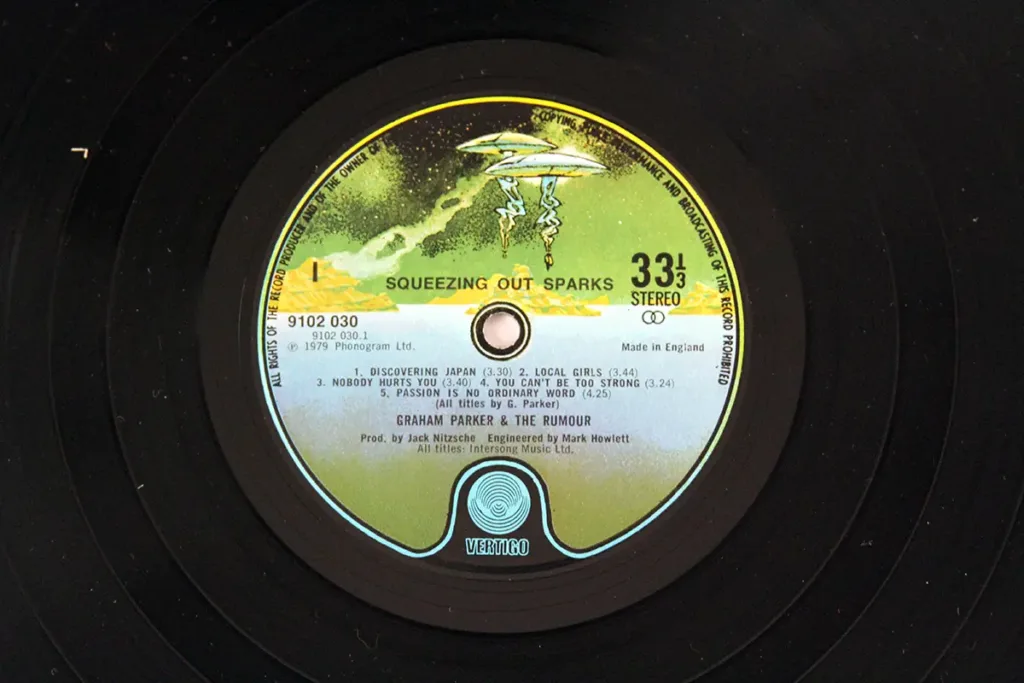 ALL RIGHTS OF THE RECORD PRODUCER AND OF THE OWNER OF
COPYING, PUBLIC PERFORMANCE AND BROADCASTING OF THIS RECORD PROHIBITED
1
SQUEEZING OUT SPARKS
33⅓
STEREO
9102 030
9102 030.1
℗ 1979 Phonogram Ltd.
Made in England
1. DISCOVERING JAPAN (3.30) 2. LOCAL GIRLS (3.44)
3. NOBODY HURTS YOU (3.40) 4. YOU CAN'T BE TOO STRONG (3.24)
5. PASSION IS NO ORDINARY WORD (4.25)
(All titles by G. Parker)
GRAHAM PARKER & THE RUMOUR
Prod. by Jack Nitzsche Engineered by Mark Howlett
All titles: Intersong Music Ltd.
VERTIGO